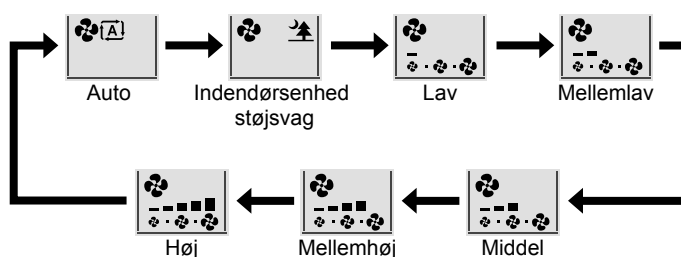 A
Auto
Indendørsenhed
støjsvag
Lav
Mellemlav
Høj
Mellemhøj
Middel